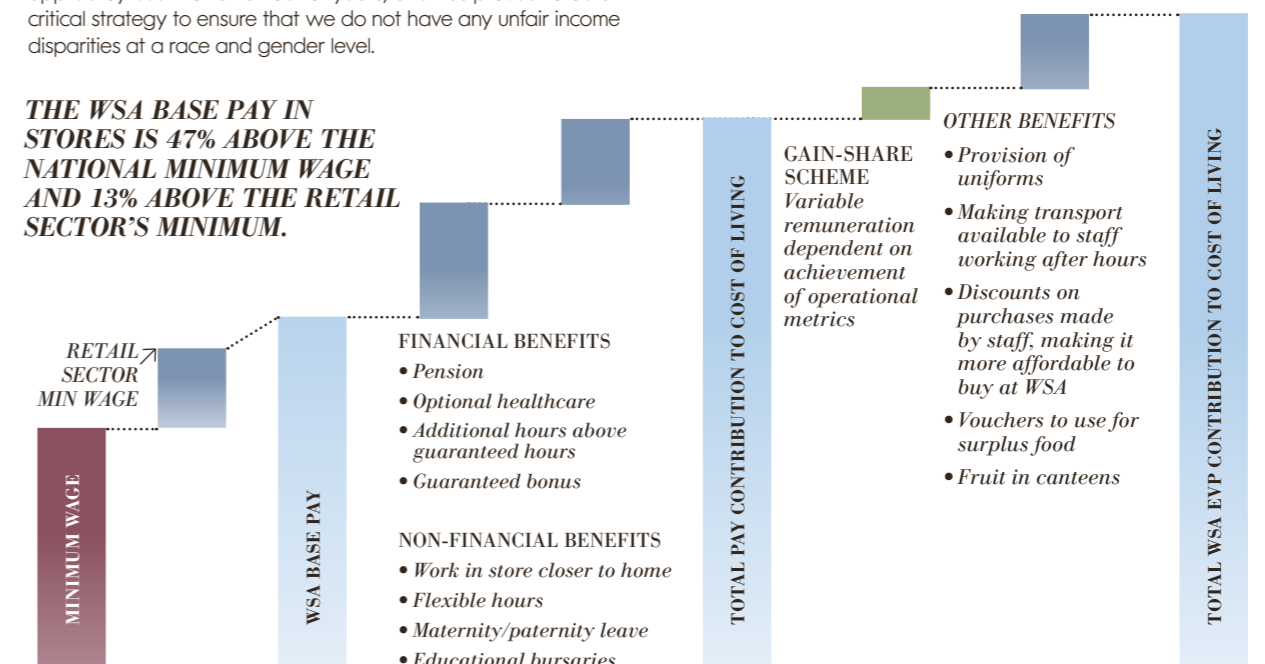 critical strategy to ensure that we do not have any unfair income
disparities at a race and gender level.
THE WSA BASE PAY IN
STORES IS 47% ABOVE THE
NATIONAL MINIMUM WAGE
AND 13% ABOVE THE RETAIL
SECTOR'S MINIMUM.
RETAIL
SECTOR
MIN WAGE
MINIMUM WAGE
WSA BASE PAY
FINANCIAL BENEFITS
• Pension
• Optional healthcare
• Additional hours above
guaranteed hours
• Guaranteed bonus
NON-FINANCIAL BENEFITS
• Work in store closer to home
• Flexible hours
• Maternity/paternity leave
• Educational bursaries
TOTAL PAY CONTRIBUTION TO COST OF LIVING
GAIN-SHARE
SCHEME
Variable
remuneration
dependent on
achievement
of operational
metrics
OTHER BENEFITS
• Provision of
uniforms
• Making transport
available to staff
working after hours
• Discounts on
purchases made
by staff, making it
more affordable to
buy at WSA
• Vouchers to use for
surplus food
• Fruit in canteens
TOTAL WSA EVP CONTRIBUTION TO COST OF LIVING